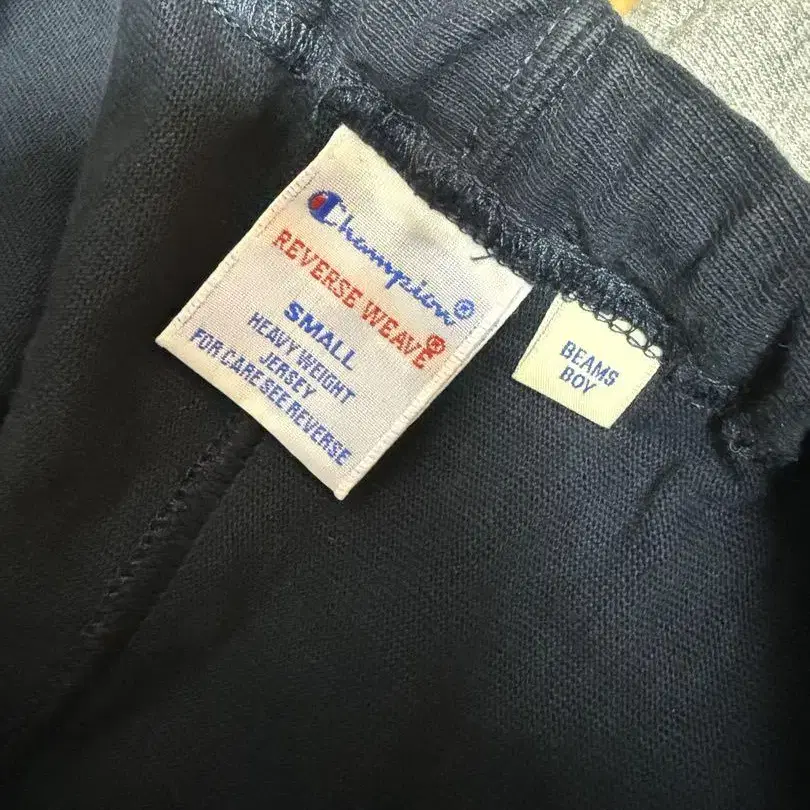 Champion®
REVERSE WEAVE®
SMALL
HEAVY WEIGHT
JERSEY
FOR CARE SEE REVERSE
BEAMS
BOY